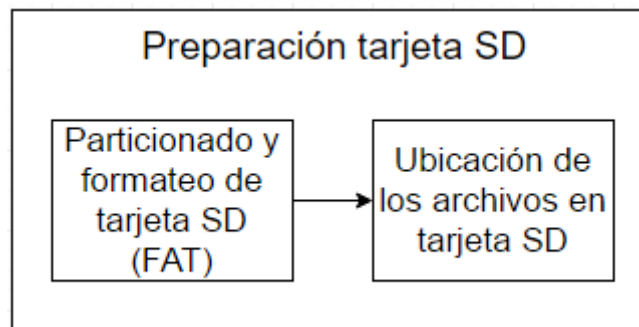 Preparación tarjeta SD
Particionado y
formateo de
tarjeta SD
(FAT)
Ubicación de
los archivos en
tarjeta SD